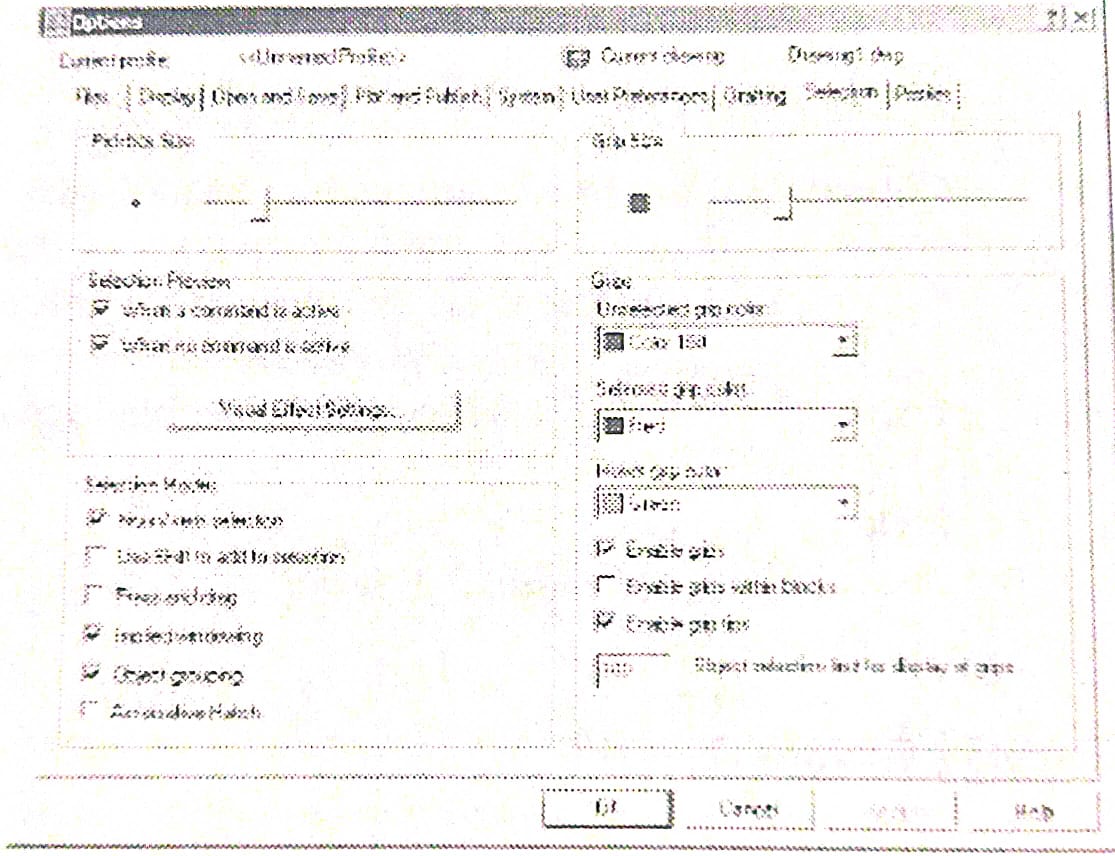 Options
Current profile: <<Unnamed Profile>> Current drawing: Drawing1.dwg
Files Display Open and Save Plot and Publish System User Preferences Drafting Selection Profiles
Pickbox Size Grip Size
Selection Preview
When a command is active
When no command is active
Visual Effect Settings...
Selection Modes
Noun/verb selection
Use Shift to add to selection
Press and drag
Implied windowing
Object grouping
Associative Hatch
Grips
Unselected grip color:
Color 160
Selected grip color:
Red
Hover grip color:
Green
Enable grips
Enable grips within blocks
Enable grip tips
100 Object selection limit for display of grips
OK Cancel Help